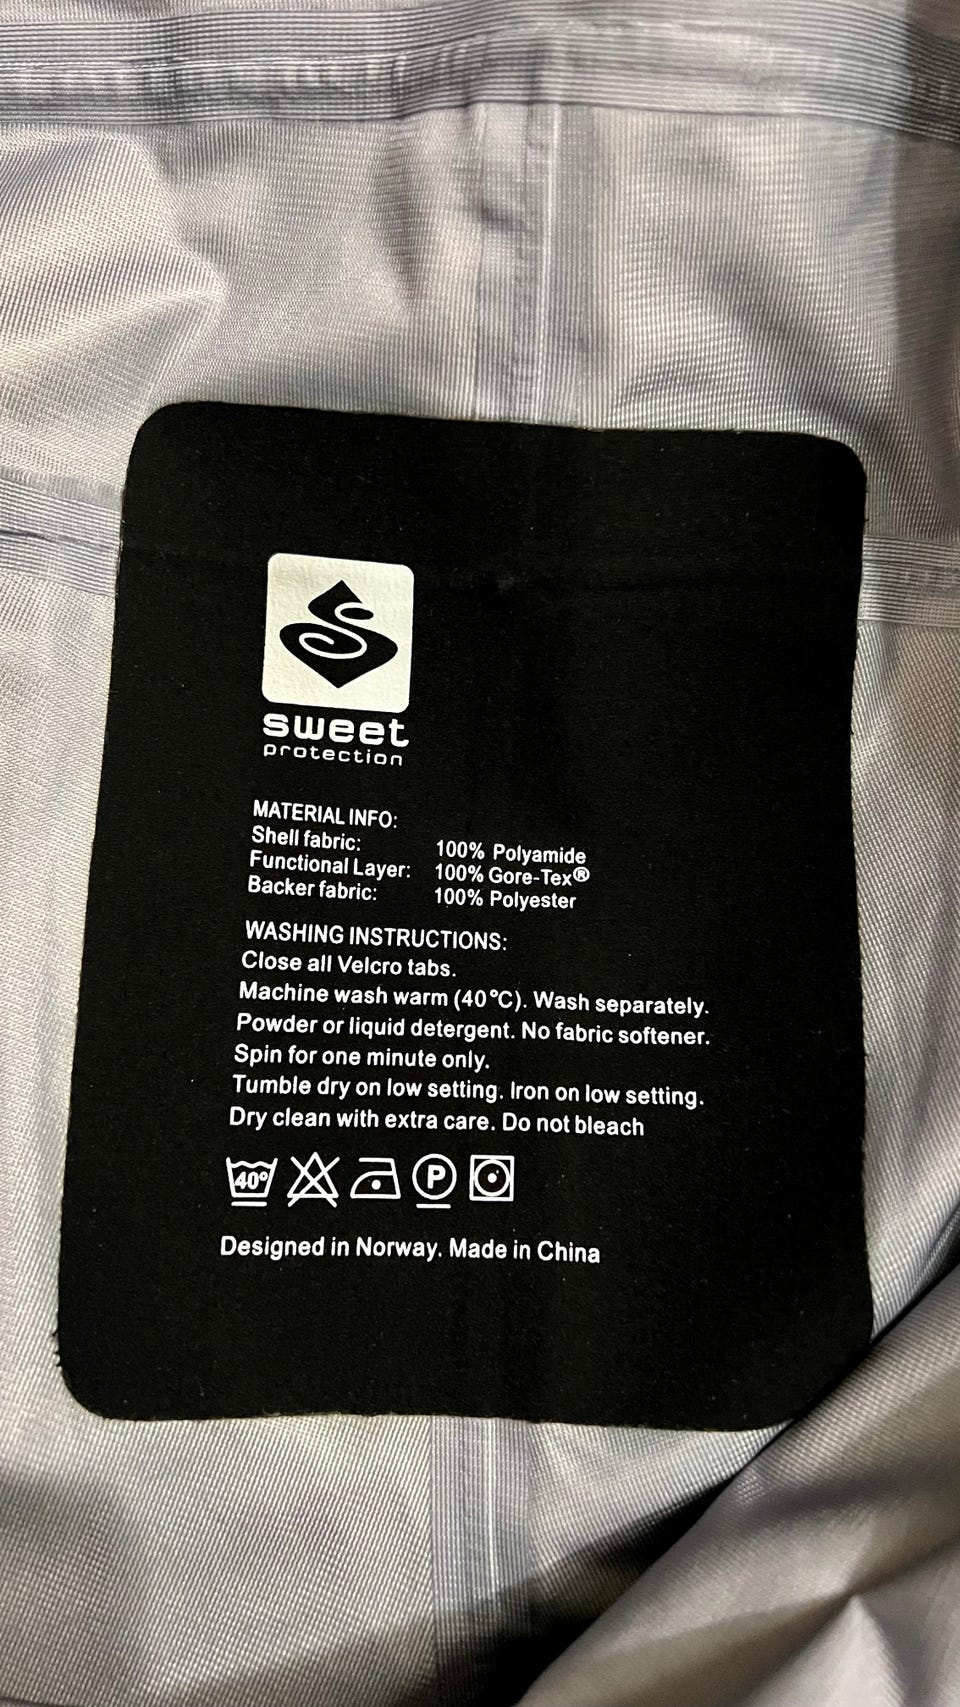 sweet
protection
MATERIAL INFO:
Shell fabric: 100% Polyamide
Functional Layer: 100% Gore-Tex®
Backer fabric: 100% Polyester
WASHING INSTRUCTIONS:
Close all Velcro tabs.
Machine wash warm (40°C). Wash separately.
Powder or liquid detergent. No fabric softener.
Spin for one minute only.
Tumble dry on low setting. Iron on low setting.
Dry clean with extra care. Do not bleach
40° P
Designed in Norway. Made in China